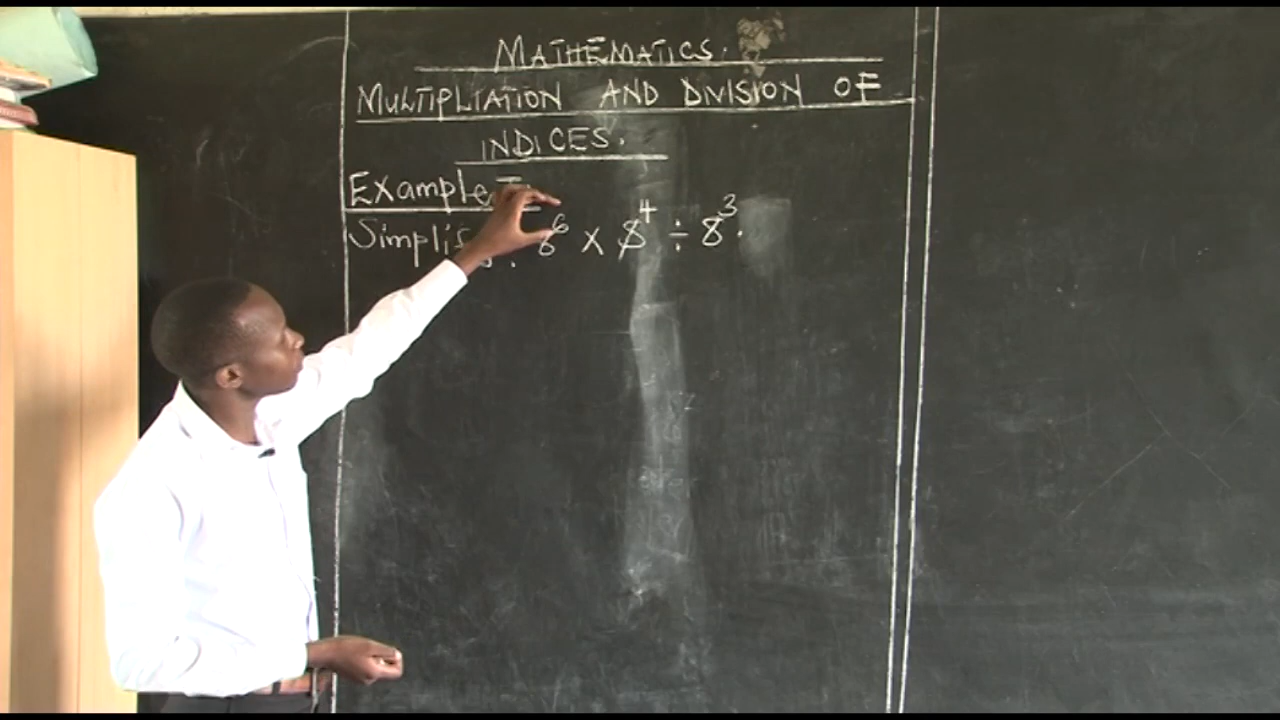 MATHEMATICS.
MULTIPLIATION AND DIVISION OF
INDICES.
Example
Simplify: 8⁶ × 8⁴ ÷ 8³.